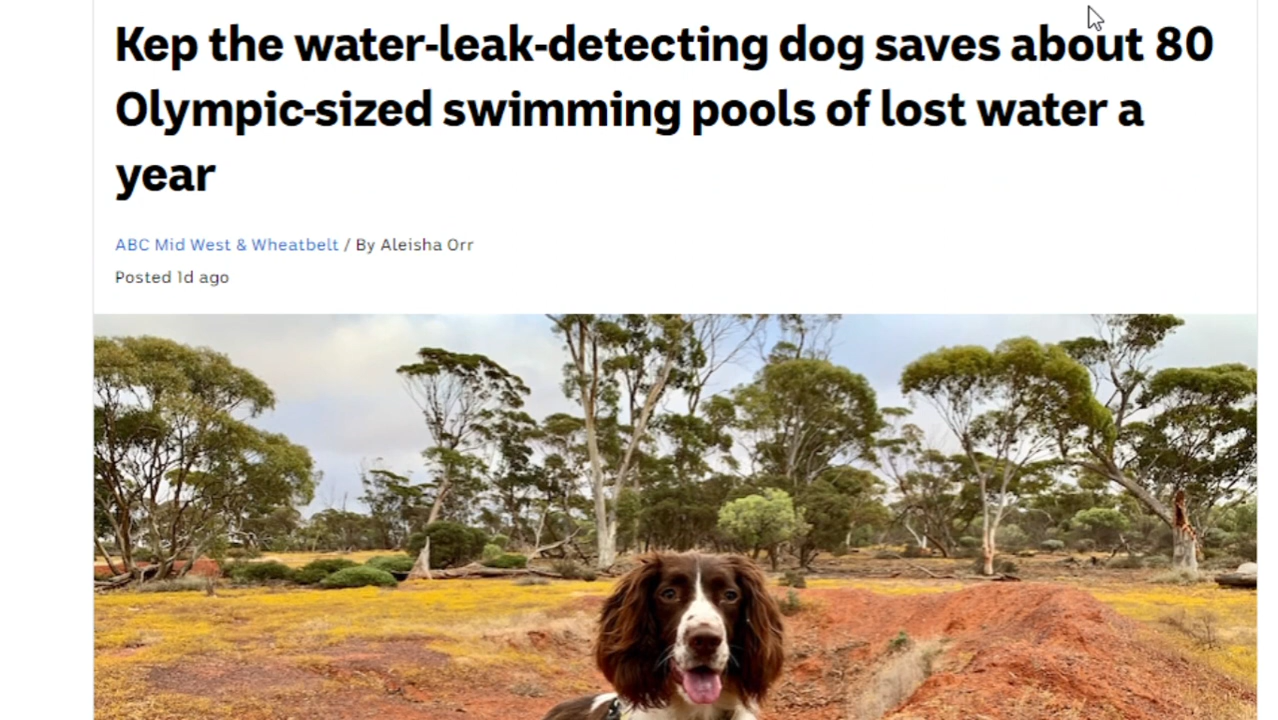 Kep the water-leak-detecting dog saves about 80
Olympic-sized swimming pools of lost water a
year
ABC Mid West & Wheatbelt / By Aleisha Orr
Posted 1d ago